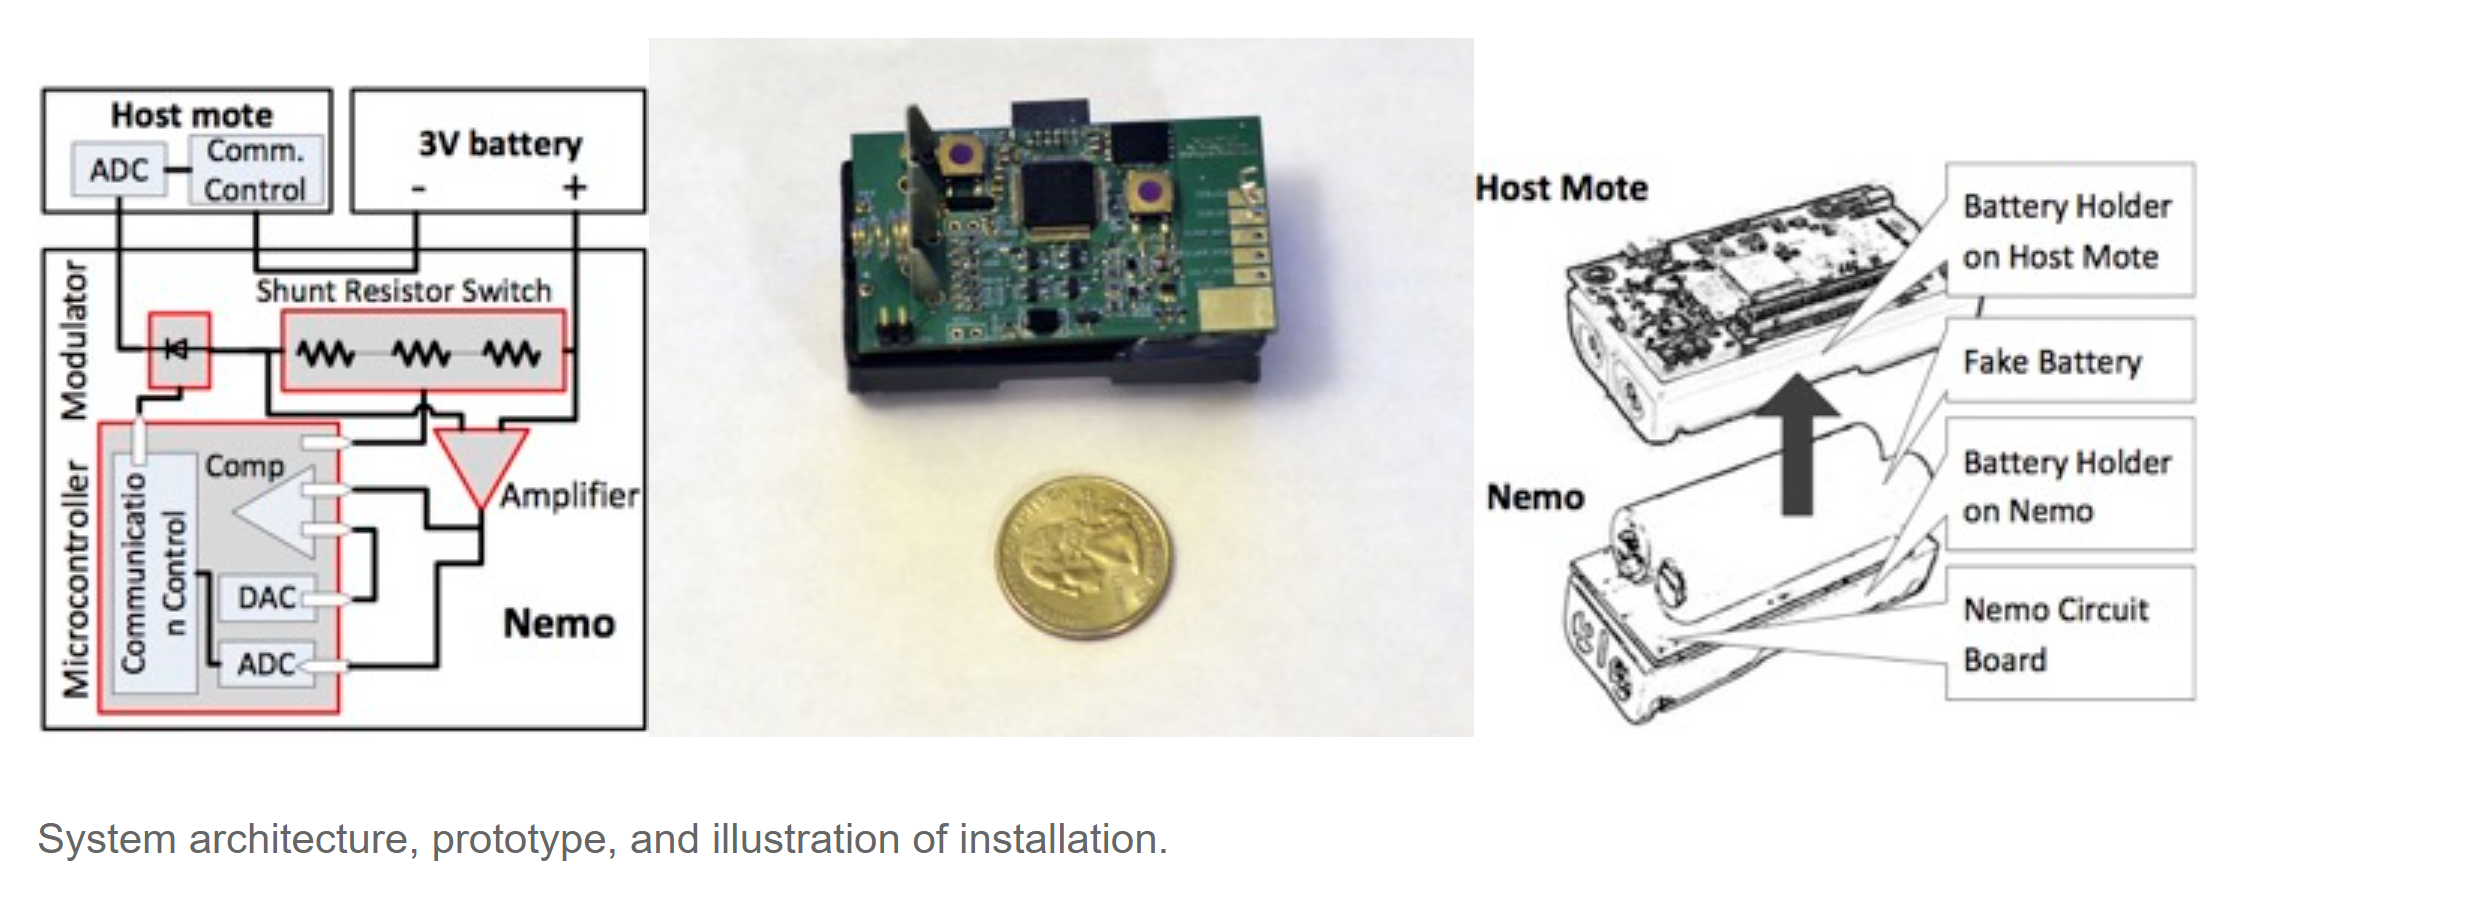 Host mote
ADC
Comm.
Control
3V battery
- +
Modulator
Shunt Resistor Switch
Microcontroller
Communicatio
n Control
Comp
Amplifier
DAC
ADC
Nemo
Host Mote
Nemo
Battery Holder
on Host Mote
Fake Battery
Battery Holder
on Nemo
Nemo Circuit
Board
System architecture, prototype, and illustration of installation.